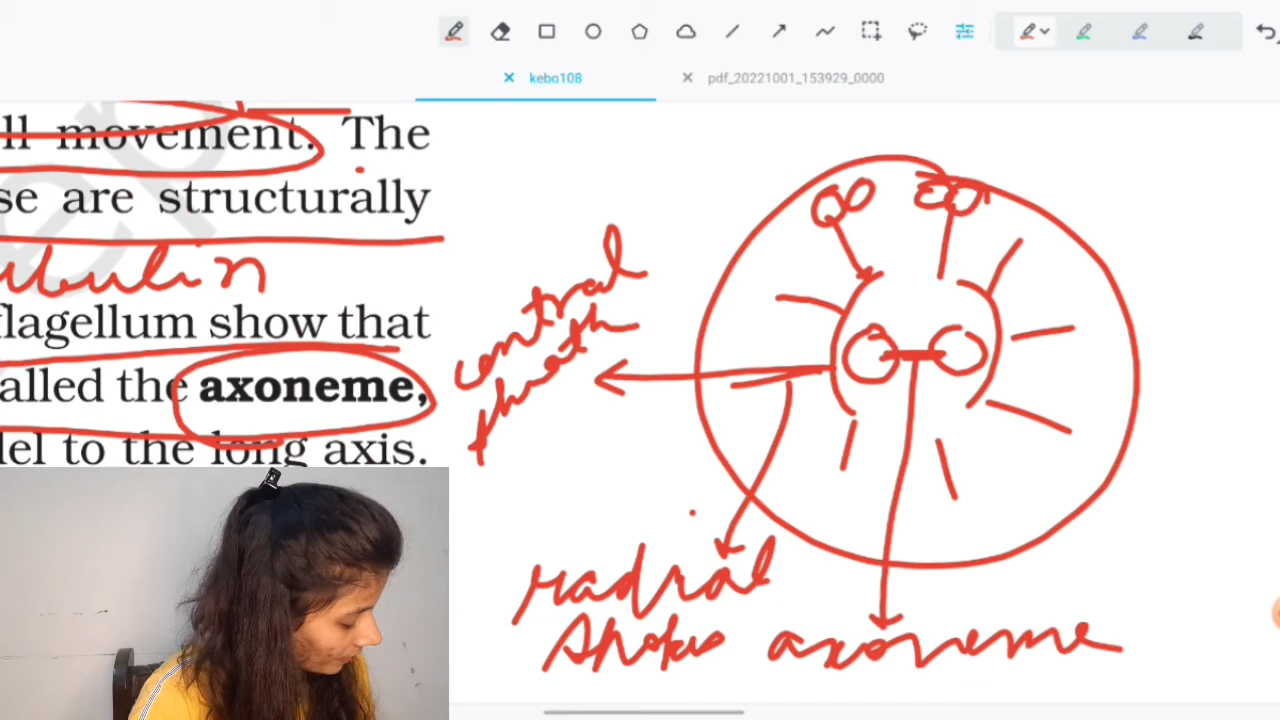 kebo108
pdf_20221001_153929_0000
ll movement. The
se are structurally
ubulin
flagellum show that
alled the axoneme,
lel to the long axis.
central
sheath
radial
spokes
axoneme